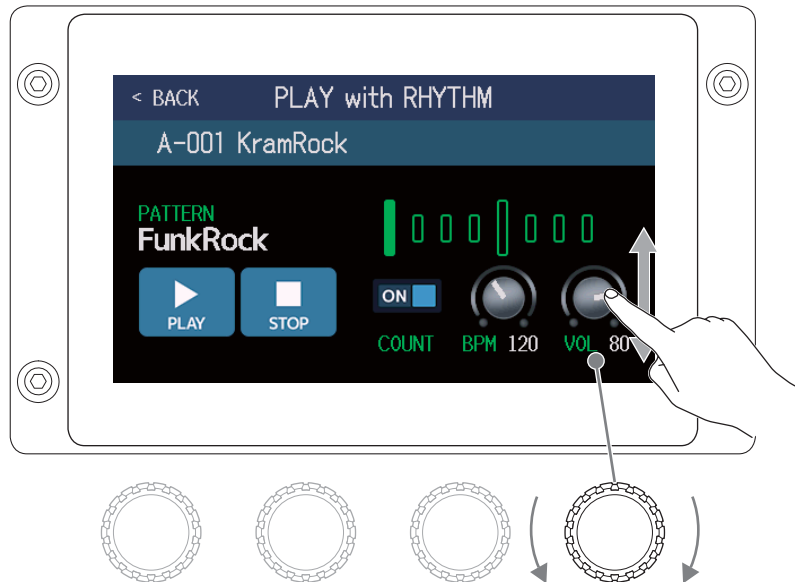 < BACK PLAY with RHYTHM
A-001 KramRock
PATTERN
FunkRock
PLAY STOP ON
COUNT BPM 120 VOL 80